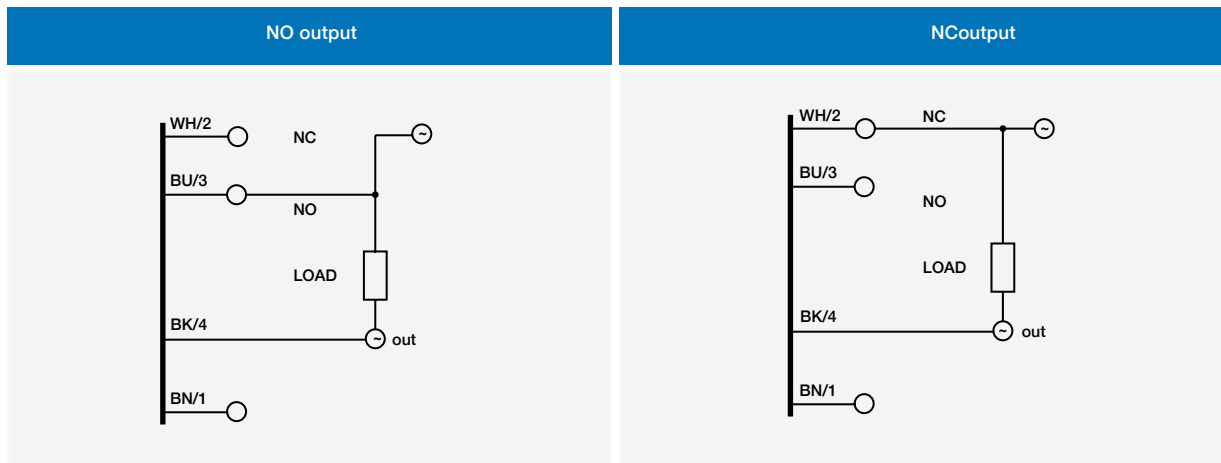 NO output
WH/2
NC
~
BU/3
NO
LOAD
BK/4
~
out
BN/1
NCoutput
WH/2
NC
~
BU/3
NO
LOAD
BK/4
~
out
BN/1